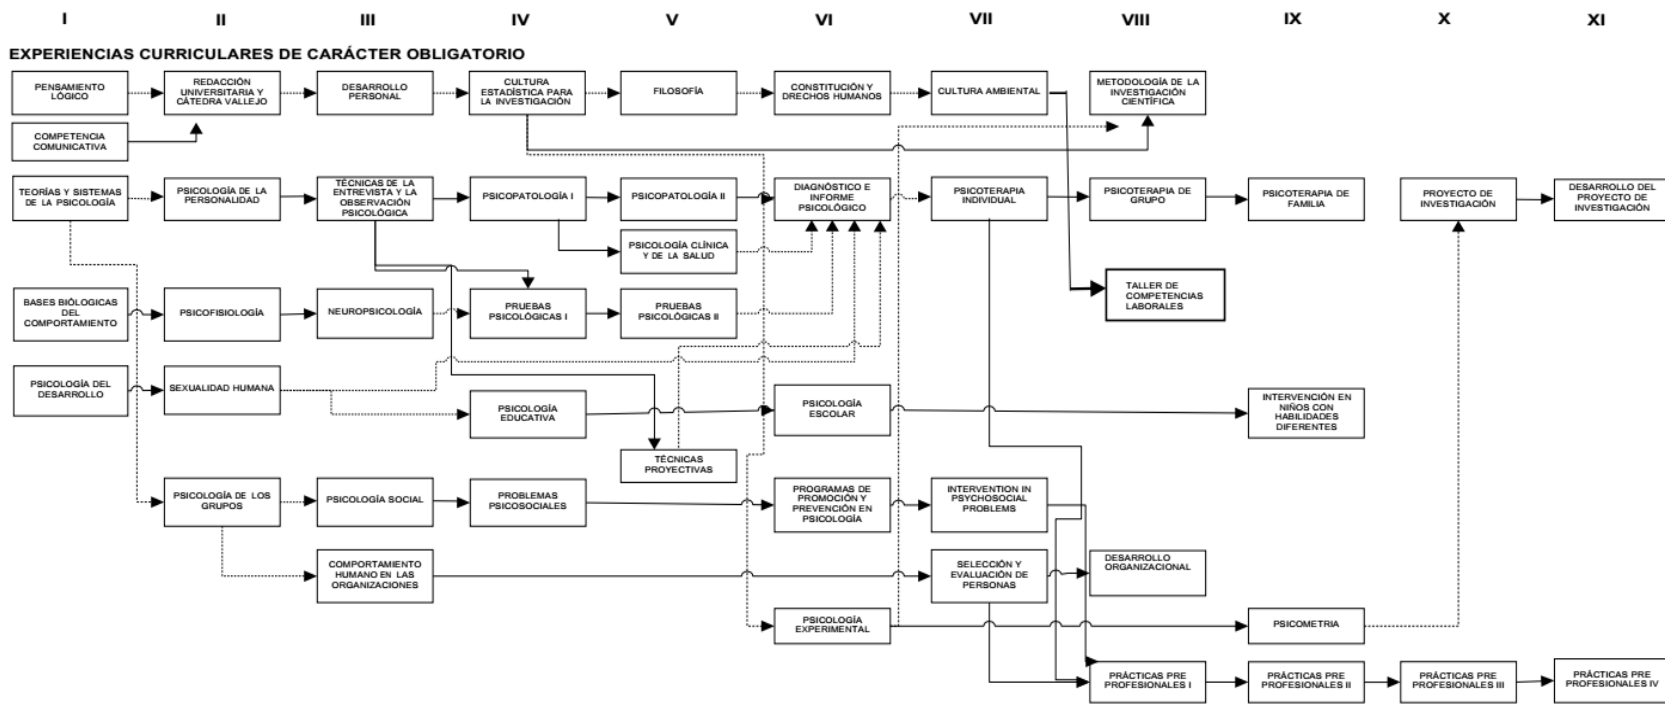 I II III IV V VI VII VIII IX X XI
EXPERIENCIAS CURRICULARES DE CARÁCTER OBLIGATORIO
PENSAMIENTO
LÓGICO
REDACCIÓN
UNIVERSITARIA Y
CÁTEDRA VALLEJO
DESARROLLO
PERSONAL
CULTURA
ESTADÍSTICA PARA
LA INVESTIGACIÓN
FILOSOFÍA
CONSTITUCIÓN Y
DRECHOS HUMANOS
CULTURA AMBIENTAL
METODOLOGÍA DE LA
INVESTIGACIÓN
CIENTÍFICA
COMPETENCIA
COMUNICATIVA
TEORÍAS Y SISTEMAS
DE LA PSICOLOGÍA
PSICOLOGÍA DE LA
PERSONALIDAD
TÉCNICAS DE LA
ENTREVISTA Y LA
OBSERVACIÓN
PSICOLÓGICA
PSICOPATOLOGÍA I
PSICOPATOLOGÍA II
DIAGNÓSTICO E
INFORME
PSICOLÓGICO
PSICOTERAPIA
INDIVIDUAL
PSICOTERAPIA DE
GRUPO
PSICOTERAPIA DE
FAMILIA
PROYECTO DE
INVESTIGACIÓN
DESARROLLO DEL
PROYECTO DE
INVESTIGACIÓN
PSICOLOGÍA CLÍNICA
Y DE LA SALUD
BASES BIÓLOGICAS
DEL
COMPORTAMIENTO
PSICOFISIOLOGÍA
NEUROPSICOLOGÍA
PRUEBAS
PSICOLÓGICAS I
PRUEBAS
PSICOLÓGICAS II
TALLER DE
COMPETENCIAS
LABORALES
PSICOLOGÍA DEL
DESARROLLO
SEXUALIDAD HUMANA
PSICOLOGÍA
EDUCATIVA
PSICOLOGÍA
ESCOLAR
INTERVENCIÓN EN
NIÑOS CON
HABILIDADES
DIFERENTES
TÉCNICAS
PROYECTIVAS
PSICOLOGÍA DE LOS
GRUPOS
PSICOLOGÍA SOCIAL
PROBLEMAS
PSICOSOCIALES
PROGRAMAS DE
PROMOCIÓN Y
PREVENCIÓN EN
PSICOLOGÍA
INTERVENTION IN
PSYCHOSOCIAL
PROBLEMS
COMPORTAMIENTO
HUMANO EN LAS
ORGANIZACIONES
SELECCIÓN Y
EVALUACIÓN DE
PERSONAS
DESARROLLO
ORGANIZACIONAL
PSICOLOGÍA
EXPERIMENTAL
PSICOMETRIA
PRÁCTICAS PRE
PROFESIONALES I
PRÁCTICAS PRE
PROFESIONALES II
PRÁCTICAS PRE
PROFESIONALES III
PRÁCTICAS PRE
PROFESIONALES IV